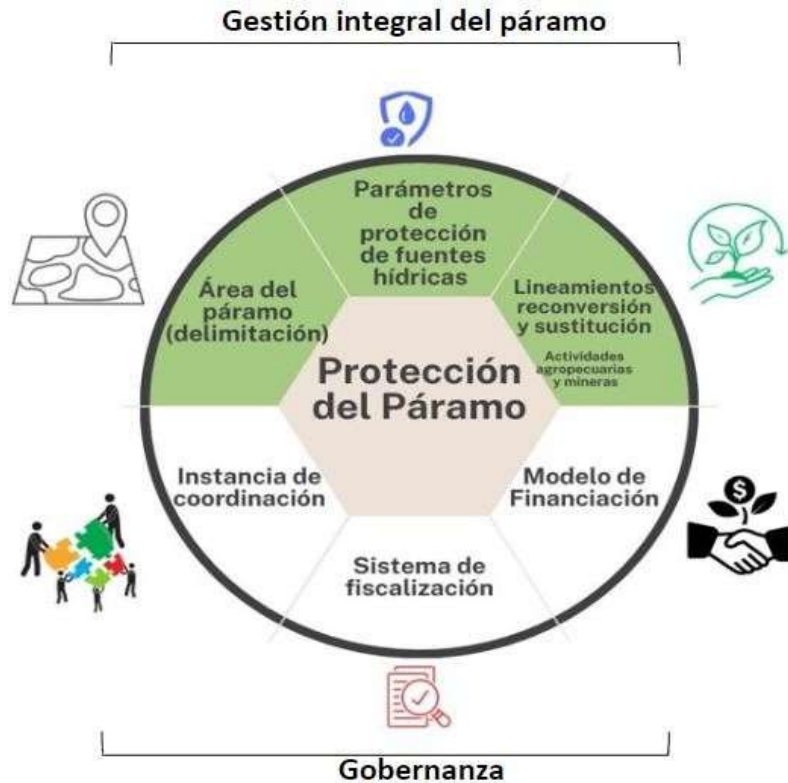 Gestión integral del páramo
Parámetros
de
protección
de fuentes
hídricas
Área del
páramo
(delimitación)
Lineamientos
reconversión
y sustitución
Actividades
agropecuarias
y mineras
Protección
del Páramo
Instancia de
coordinación
Modelo de
Financiación
$
Sistema de
fiscalización
Gobernanza